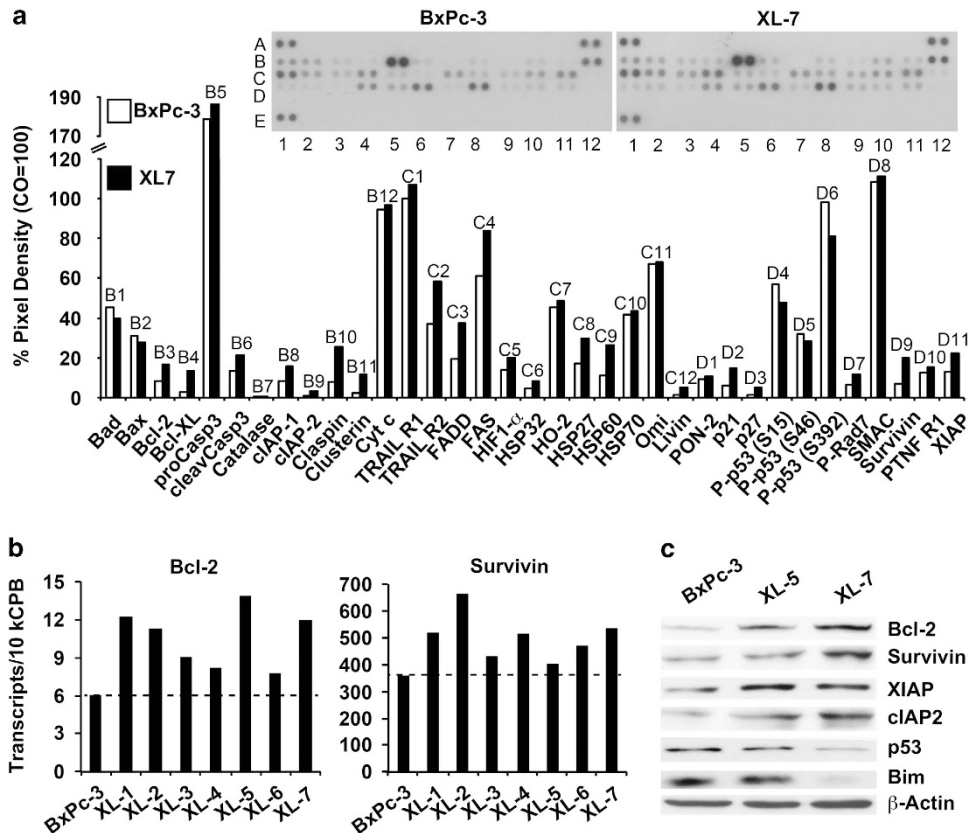 a
BxPc-3 XL-7
A
B
C
D
E
1 2 3 4 5 6 7 8 9 10 11 12
1 2 3 4 5 6 7 8 9 10 11 12
% Pixel Density (CO=100)
190
180
170
120
100
80
60
40
20
0
BxPc-3
XL7
B1 B2 B3 B4 B5 B6 B7 B8 B9 B10 B11 B12 C1 C2 C3 C4 C5 C6 C7 C8 C9 C10 C11 C12 D1 D2 D3 D4 D5 D6 D7 D8 D9 D10 D11
Bad
Bax
Bcl-2
Bcl-XL
proCasp3
cleavCasp3
Catalase
cIAP-1
cIAP-2
Claspin
Clusterin
Cyt c
TRAIL R1
TRAIL R2
FADD
FAS
HIF1-α
HSP32
HO-2
HSP27
HSP60
HSP70
Omi
Livin
PON-2
p21
p27
P-p53 (S15)
P-p53 (S46)
P-p53 (S392)
P-Rad7
SMAC
Survivin
PTNF R1
XIAP
b
Bcl-2
Transcripts/10 kCPB
15
12
9
6
3
0
BxPc-3 XL-1 XL-2 XL-3 XL-4 XL-5 XL-6 XL-7
Survivin
700
600
500
400
300
200
100
0
BxPc-3 XL-1 XL-2 XL-3 XL-4 XL-5 XL-6 XL-7
c
BxPc-3 XL-5 XL-7
Bcl-2
Survivin
XIAP
cIAP2
p53
Bim
β-Actin